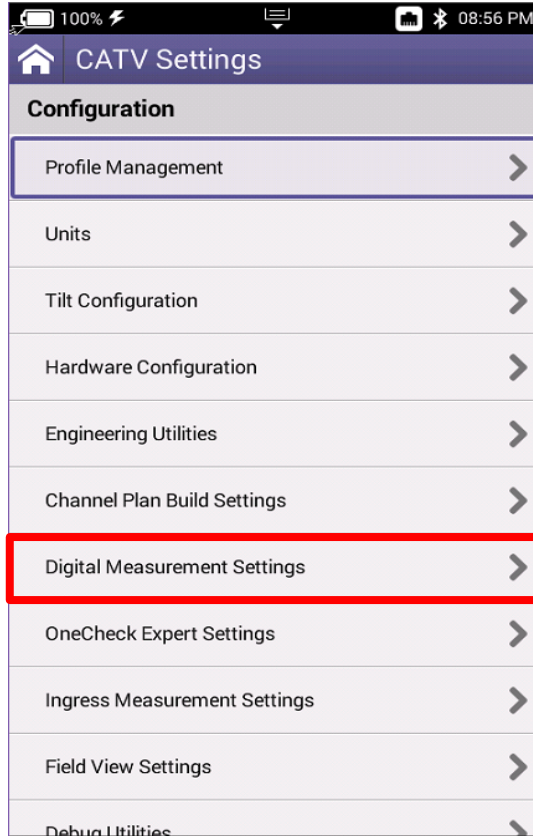 100% 08:56 PM
CATV Settings
Configuration
Profile Management
Units
Tilt Configuration
Hardware Configuration
Engineering Utilities
Channel Plan Build Settings
Digital Measurement Settings
OneCheck Expert Settings
Ingress Measurement Settings
Field View Settings
Debug Utilities